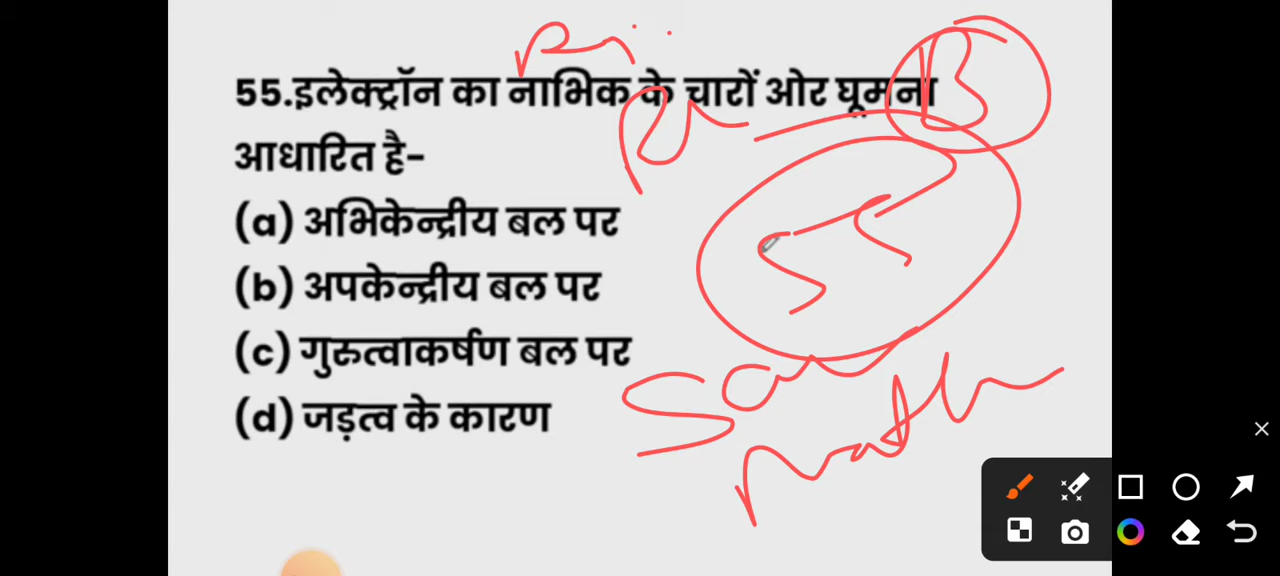 55.इलेक्ट्रॉन का नाभिक के चारों ओर घूमना
आधारित है-
(a) अभिकेन्द्रीय बल पर
(b) अपकेन्द्रीय बल पर
(c) गुरुत्वाकर्षण बल पर
(d) जड़त्व के कारण
B